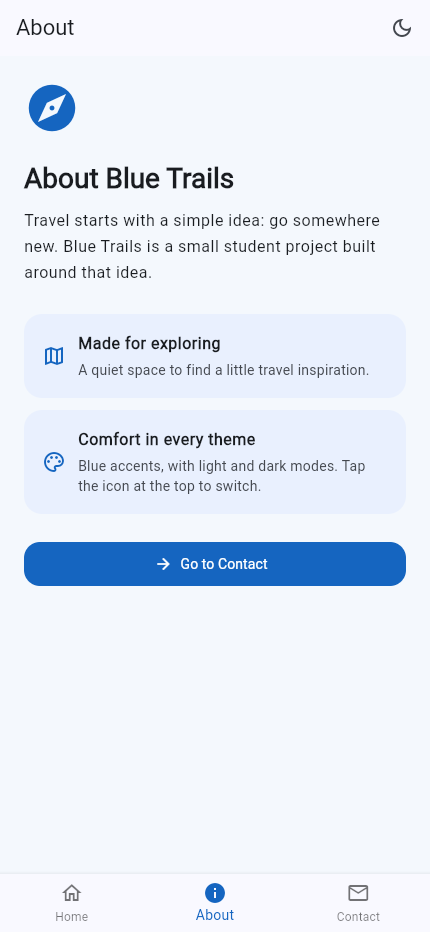 About
About Blue Trails
Travel starts with a simple idea: go somewhere
new. Blue Trails is a small student project built
around that idea.
Made for exploring
A quiet space to find a little travel inspiration.
Comfort in every theme
Blue accents, with light and dark modes. Tap
the icon at the top to switch.
Go to Contact
Home
About
Contact